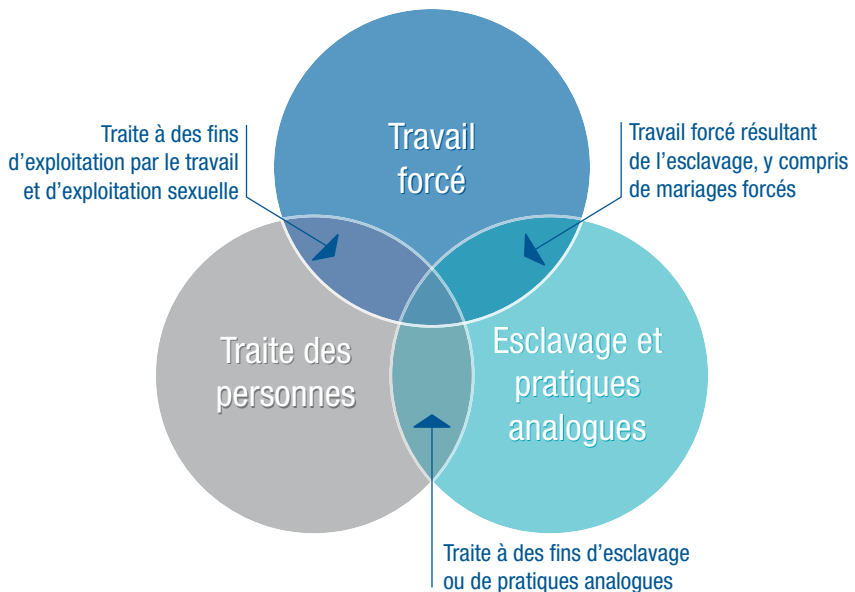 Travail
forcé
Traite à des fins
d'exploitation par le travail
et d'exploitation sexuelle
Travail forcé résultant
de l'esclavage, y compris
de mariages forcés
Traite des
personnes
Esclavage et
pratiques
analogues
Traite à des fins d'esclavage
ou de pratiques analogues